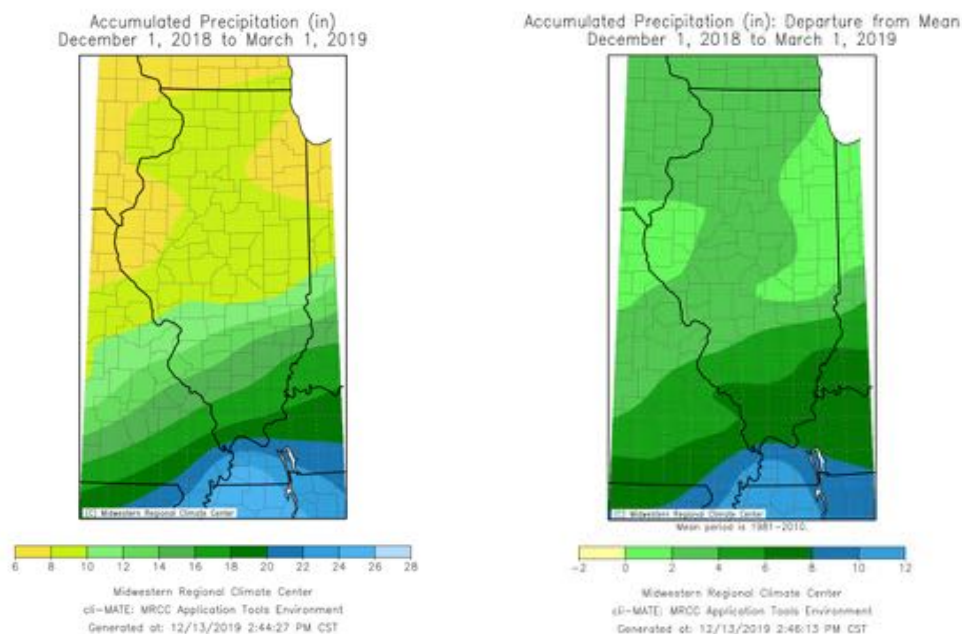 Accumulated Precipitation (in)
December 1, 2018 to March 1, 2019
(C) Midwestern Regional Climate Center
6 8 10 12 14 16 18 20 22 24 26 28
Midwestern Regional Climate Center
cli-MATE: MRCC Application Tools Environment
Generated at: 12/13/2019 2:44:27 PM CST
Accumulated Precipitation (in): Departure from Mean
December 1, 2018 to March 1, 2019
(C) Midwestern Regional Climate Center
Mean period is 1981-2010.
-2 0 2 4 6 8 10 12
Midwestern Regional Climate Center
cli-MATE: MRCC Application Tools Environment
Generated at: 12/13/2019 2:46:13 PM CST